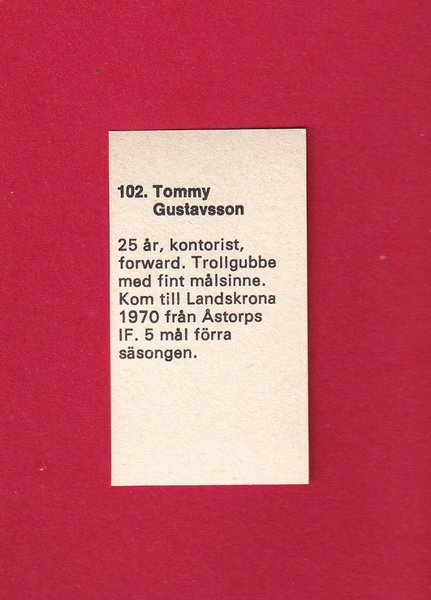 102. Tommy
Gustavsson
25 år, kontorist,
forward. Trollgubbe
med fint målsinne.
Kom till Landskrona
1970 från Åstorps
IF. 5 mål förra
säsongen.